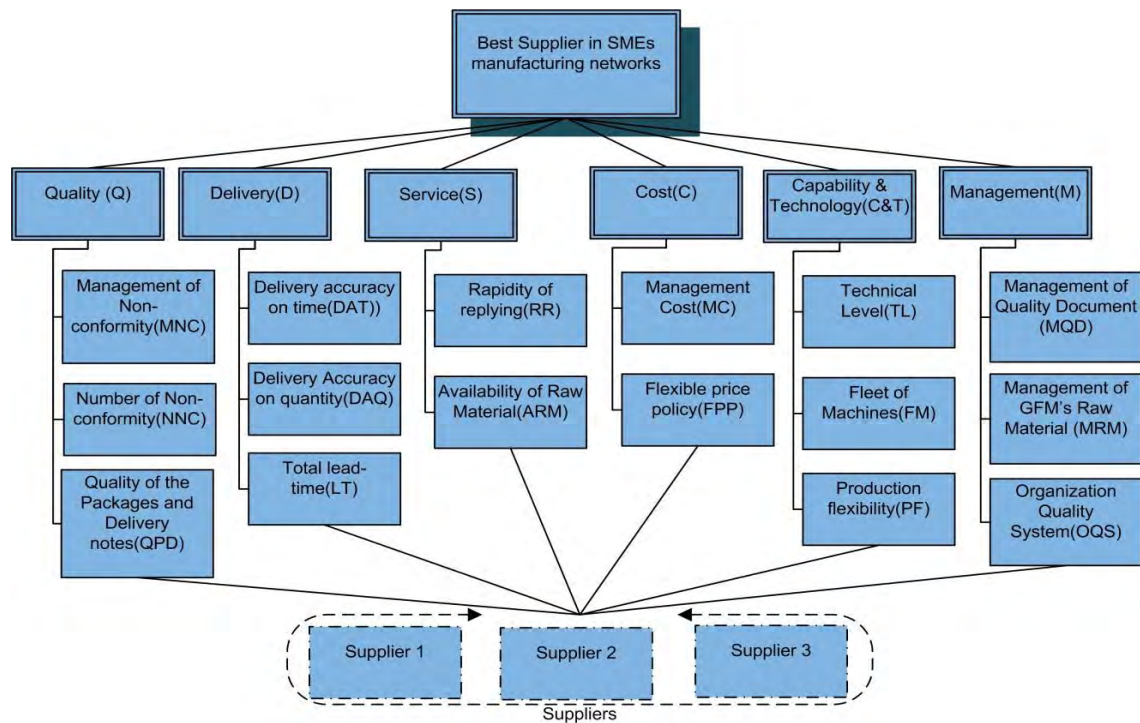 Best Supplier in SMEs
manufacturing networks
Quality (Q)
Delivery(D)
Service(S)
Cost(C)
Capability &
Technology(C&T)
Management(M)
Management of
Non-
conformity(MNC)
Number of Non-
conformity(NNC)
Quality of the
Packages and
Delivery
notes(QPD)
Delivery accuracy
on time(DAT))
Delivery Accuracy
on quantity(DAQ)
Total lead-
time(LT)
Rapidity of
replying(RR)
Availability of Raw
Material(ARM)
Management
Cost(MC)
Flexible price
policy(FPP)
Technical
Level(TL)
Fleet of
Machines(FM)
Production
flexibility(PF)
Management of
Quality Document
(MQD)
Management of
GFM's Raw
Material (MRM)
Organization
Quality
System(OQS)
Supplier 1
Supplier 2
Supplier 3
Suppliers